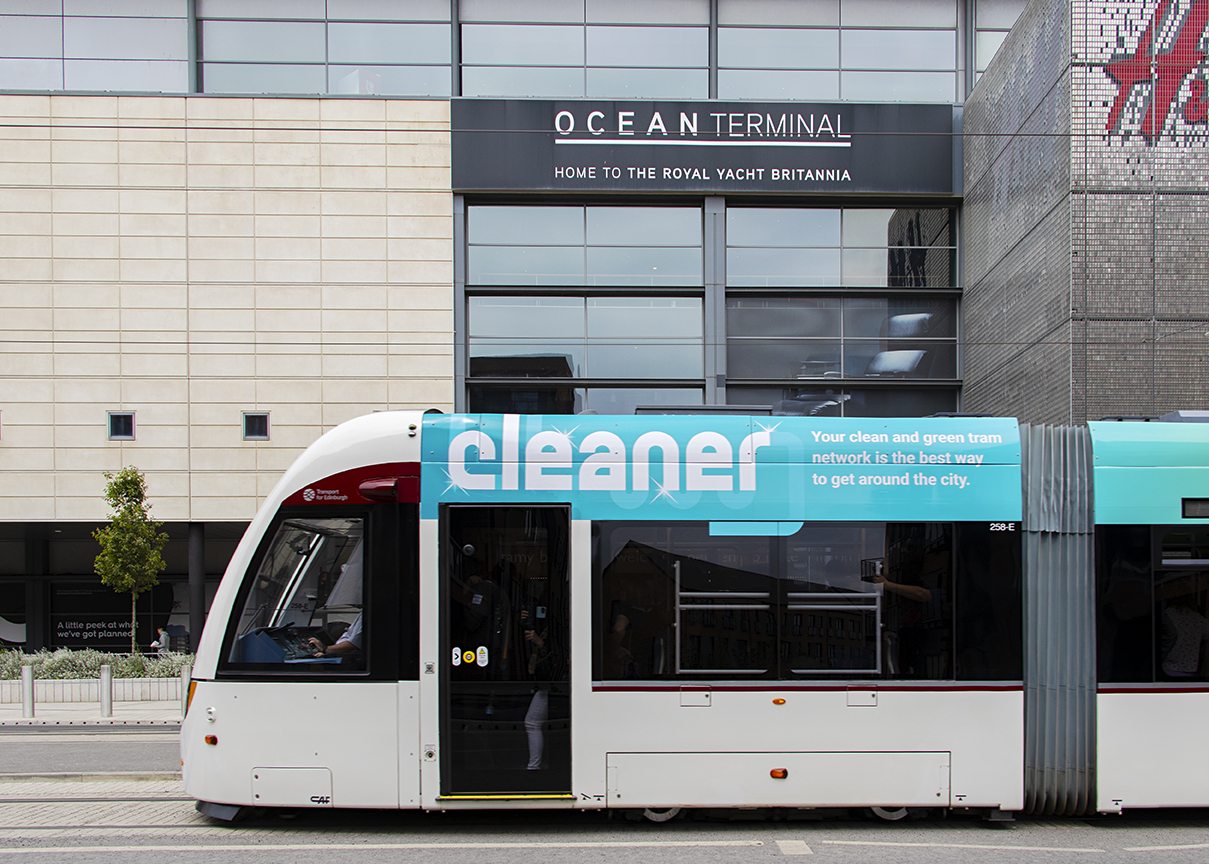 OCEAN TERMINAL
HOME TO THE ROYAL YACHT BRITANNIA
cleaner
Your clean and green tram
network is the best way
to get around the city.
Transport
for Edinburgh
258-E
258-E
A little peek at what
we've got planned
CAF